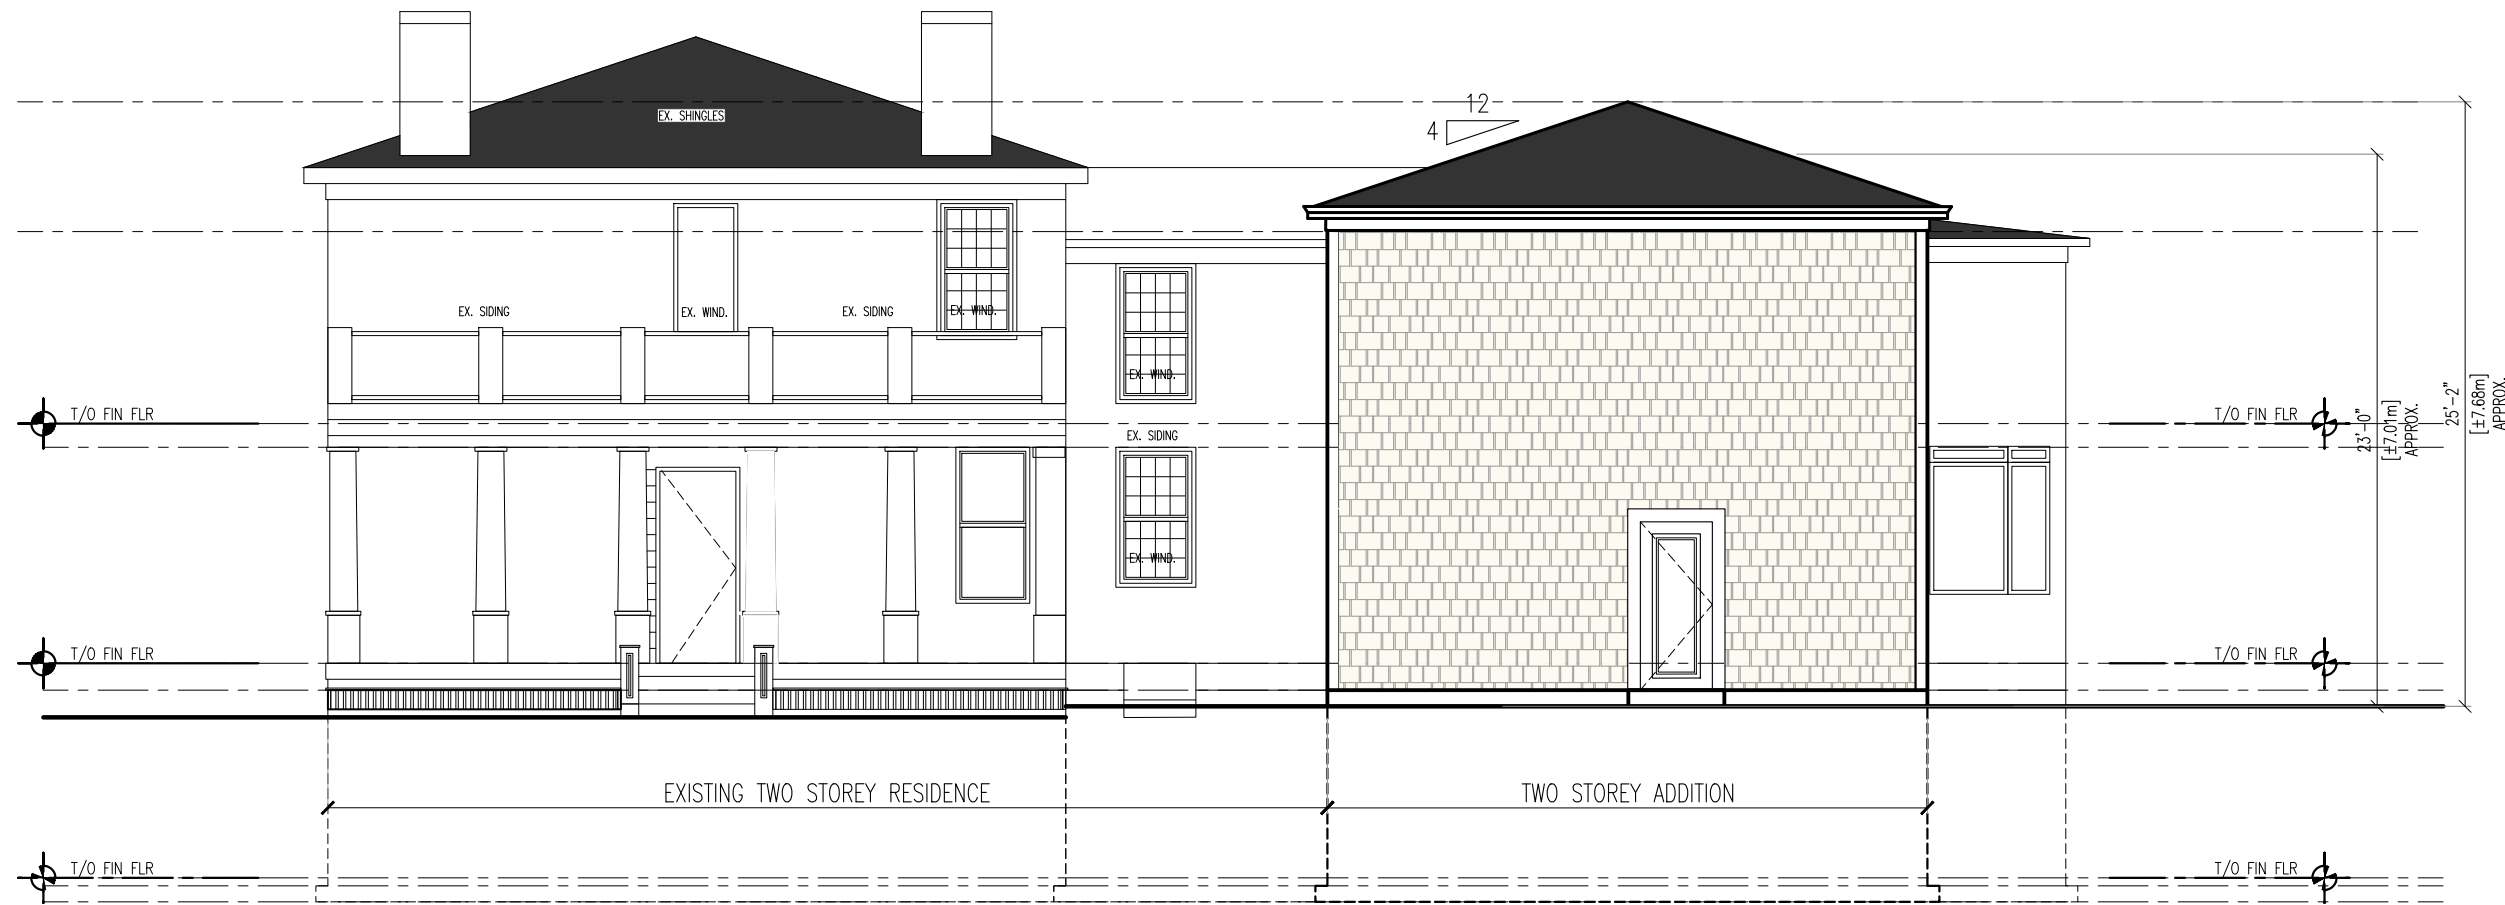 12
EX. SHINGLES
4
EX. SIDING
EX. WIND.
EX. SIDING
EX. WIND.
EX. WIND.
T/O FIN FLR
T/O FIN FLR
23'-0"
[±7.01m]
APPROX.
25'-2"
[±7.68m]
APPROX.
EX. SIDING
EX. WIND.
T/O FIN FLR
T/O FIN FLR
EXISTING TWO STOREY RESIDENCE
TWO STOREY ADDITION
T/O FIN FLR
T/O FIN FLR